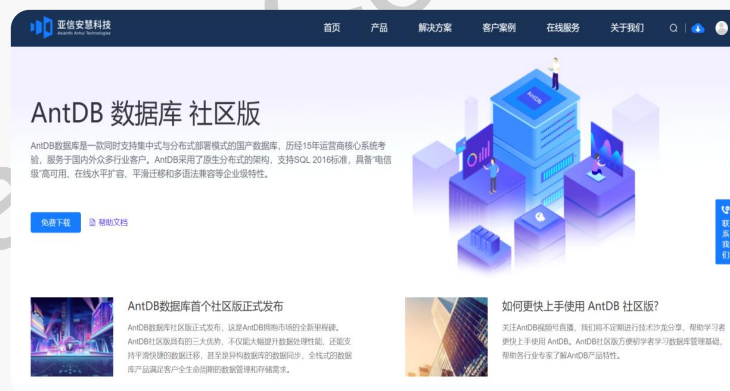 亚信安慧科技
AsiaInfo Anhui Technologies
首页 产品 解决方案 客户案例 在线服务 关于我们
AntDB 数据库 社区版
AntDB数据库是一款同时支持集中式与分布式部署模式的国产数据库，历经15年运营商核心系统考
验，服务于国内外众多行业客户。AntDB采用了原生分布式的架构，支持SQL 2016标准，具备“电信
级”高可用、在线水平扩容、平滑迁移和多语法兼容等企业级特性。
免费下载 帮助文档
AntDB
联
系
我
们
AntDB数据库首个社区版正式发布
AntDB数据库社区版正式发布，这是AntDB拥抱市场的全新里程碑。
AntDB社区版具有的三大优势，不仅能大幅提升数据处理性能，还能支
持平滑快捷的数据迁移，甚至是异构数据库的数据同步，全栈式的数据
库产品满足客户全生命周期的数据管理和存储需求。
如何更快上手使用 AntDB 社区版?
关注AntDB视频号直播，我们将不定期进行技术沙龙分享，帮助学习者
更快上手使用 AntDB。AntDB社区版方便初学者学习数据库管理基础，
帮助各行业专家了解AntDB产品特性。